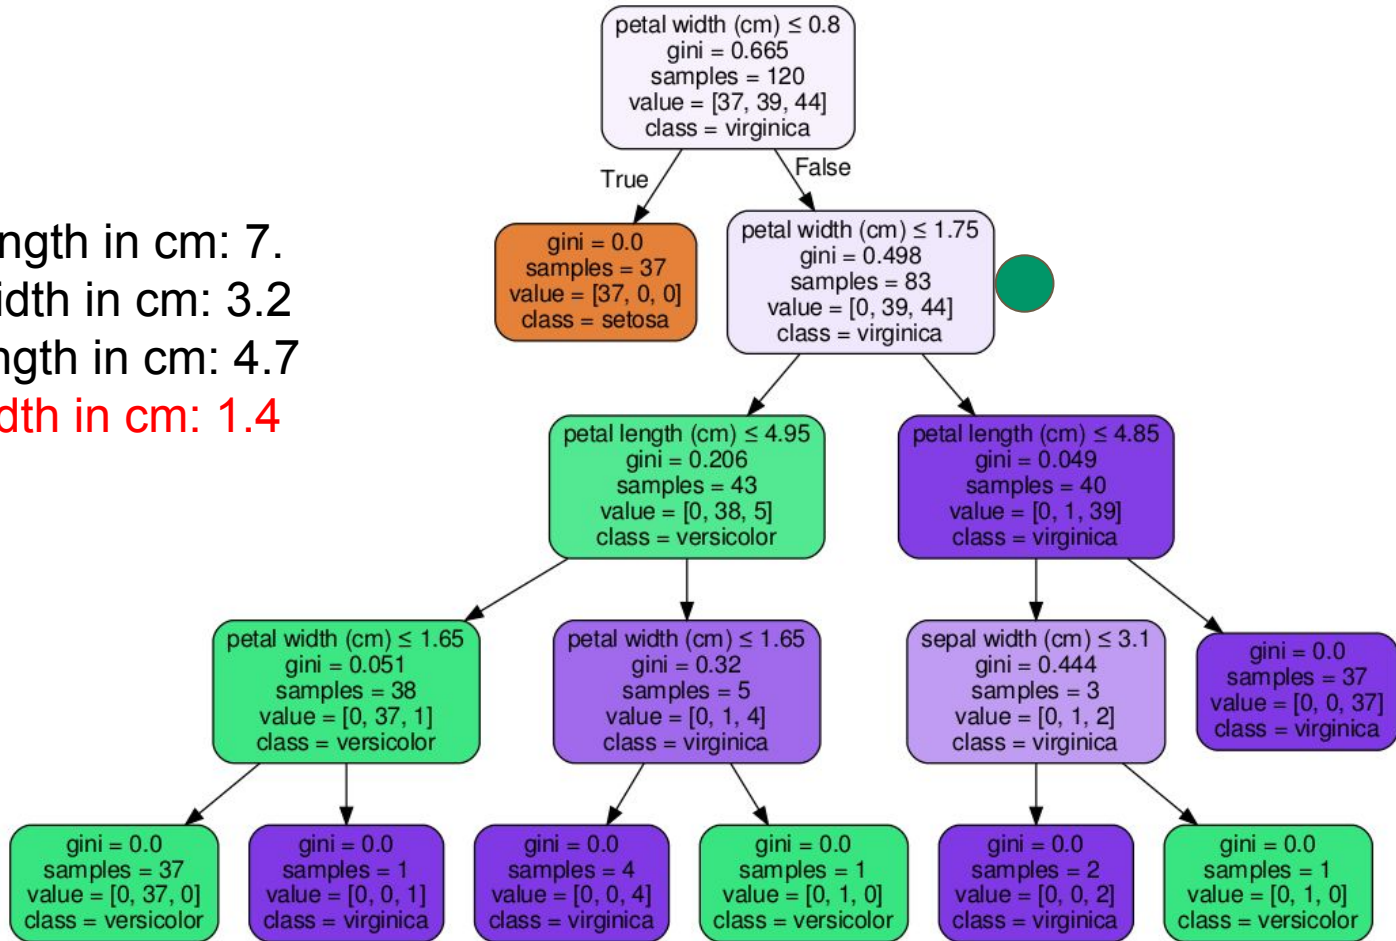 petal width (cm) ≤ 0.8
gini = 0.665
samples = 120
value = [37, 39, 44]
class = virginica
True
False
ngth in cm: 7.
idth in cm: 3.2
ngth in cm: 4.7
dth in cm: 1.4
gini = 0.0
samples = 37
value = [37, 0, 0]
class = setosa
petal width (cm) ≤ 1.75
gini = 0.498
samples = 83
value = [0, 39, 44]
class = virginica
petal length (cm) ≤ 4.95
gini = 0.206
samples = 43
value = [0, 38, 5]
class = versicolor
petal length (cm) ≤ 4.85
gini = 0.049
samples = 40
value = [0, 1, 39]
class = virginica
petal width (cm) ≤ 1.65
gini = 0.051
samples = 38
value = [0, 37, 1]
class = versicolor
petal width (cm) ≤ 1.65
gini = 0.32
samples = 5
value = [0, 1, 4]
class = virginica
sepal width (cm) ≤ 3.1
gini = 0.444
samples = 3
value = [0, 1, 2]
class = virginica
gini = 0.0
samples = 37
value = [0, 0, 37]
class = virginica
gini = 0.0
samples = 37
value = [0, 37, 0]
class = versicolor
gini = 0.0
samples = 1
value = [0, 0, 1]
class = virginica
gini = 0.0
samples = 4
value = [0, 0, 4]
class = virginica
gini = 0.0
samples = 1
value = [0, 1, 0]
class = versicolor
gini = 0.0
samples = 2
value = [0, 0, 2]
class = virginica
gini = 0.0
samples = 1
value = [0, 1, 0]
class = versicolor